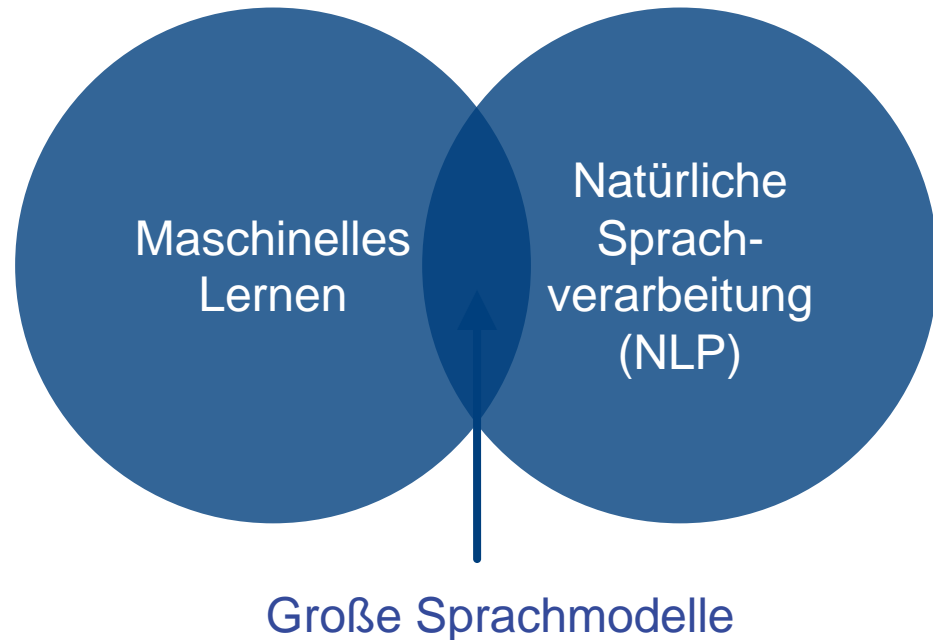 Maschinelles
Lernen
Natürliche
Sprach-
verarbeitung
(NLP)
Große Sprachmodelle